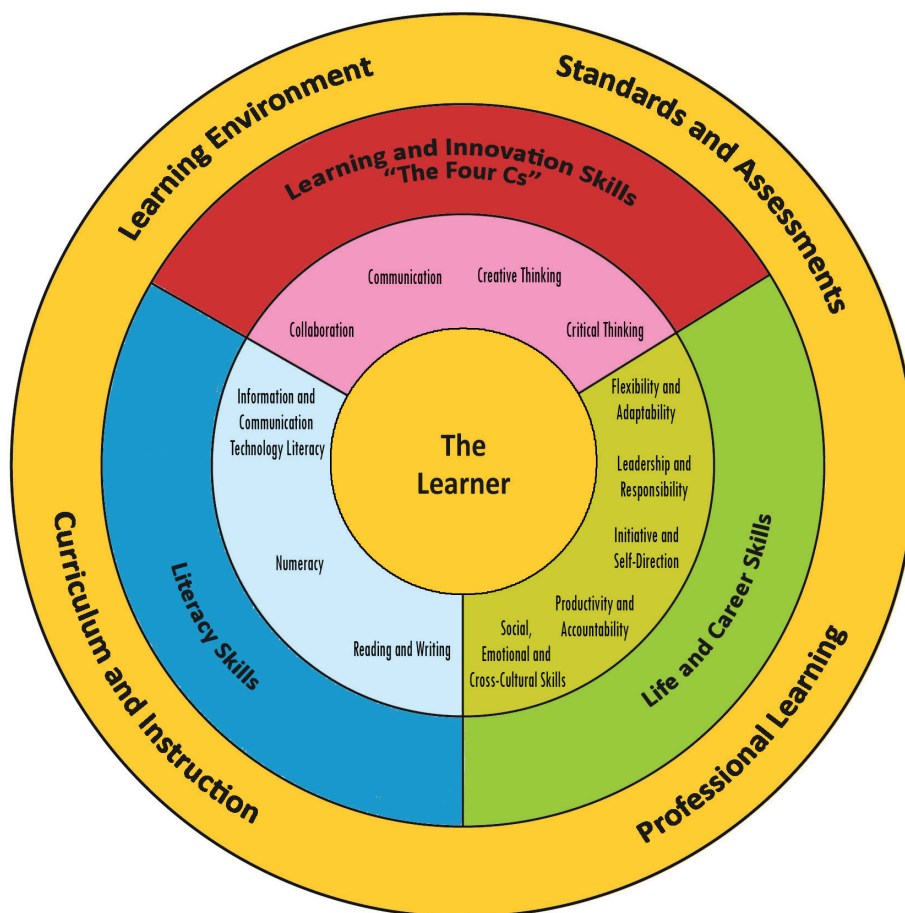 Learning Environment
Standards and Assessments
Learning and Innovation Skills
“The Four Cs”
Communication
Creative Thinking
Collaboration
Critical Thinking
Information and
Communication
Technology Literacy
Numeracy
Reading and Writing
The
Learner
Flexibility and
Adaptability
Leadership and
Responsibility
Initiative and
Self-Direction
Productivity and
Accountability
Social,
Emotional and
Cross-Cultural Skills
Literacy Skills
Life and Career Skills
Curriculum and Instruction
Professional Learning